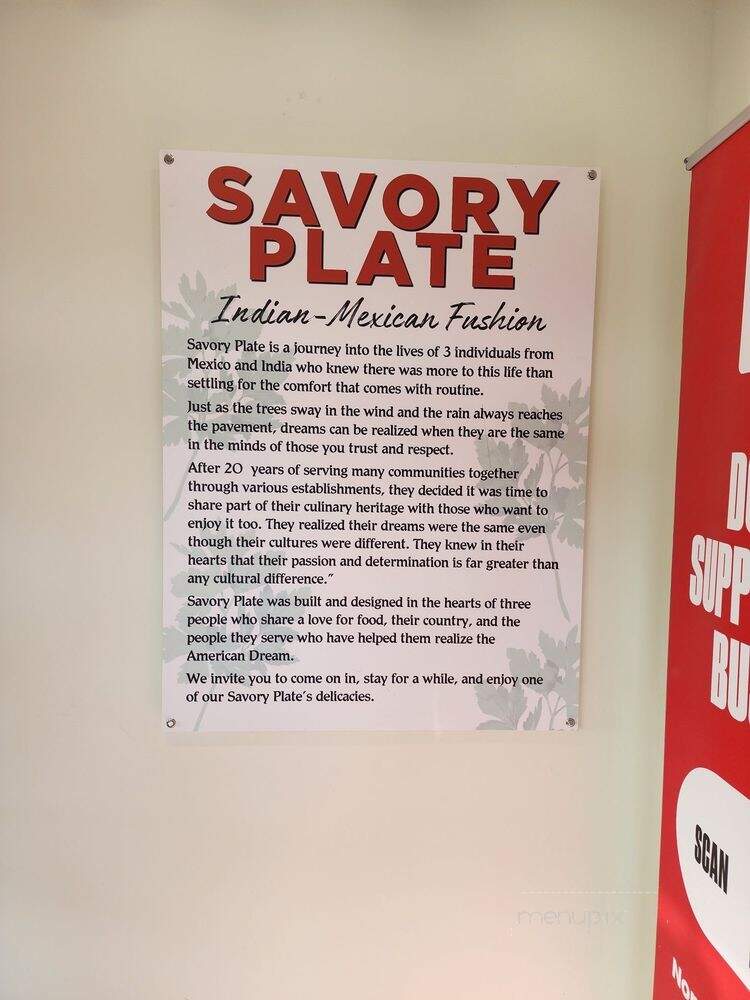 SAVORY
PLATE
Indian-Mexican Fushion
Savory Plate is a journey into the lives of 3 individuals from
Mexico and India who knew there was more to this life than
settling for the comfort that comes with routine.
Just as the trees sway in the wind and the rain always reaches
the pavement, dreams can be realized when they are the same
in the minds of those you trust and respect.
After 20 years of serving many communities together
through various establishments, they decided it was time to
share part of their culinary heritage with those who want to
enjoy it too. They realized their dreams were the same even
though their cultures were different. They knew in their
hearts that their passion and determination is far greater than
any cultural difference."
Savory Plate was built and designed in the hearts of three
people who share a love for food, their country, and the
people they serve who have helped them realize the
American Dream.
We invite you to come on in, stay for a while, and enjoy one
of our Savory Plate's delicacies.
SCAN
menupix